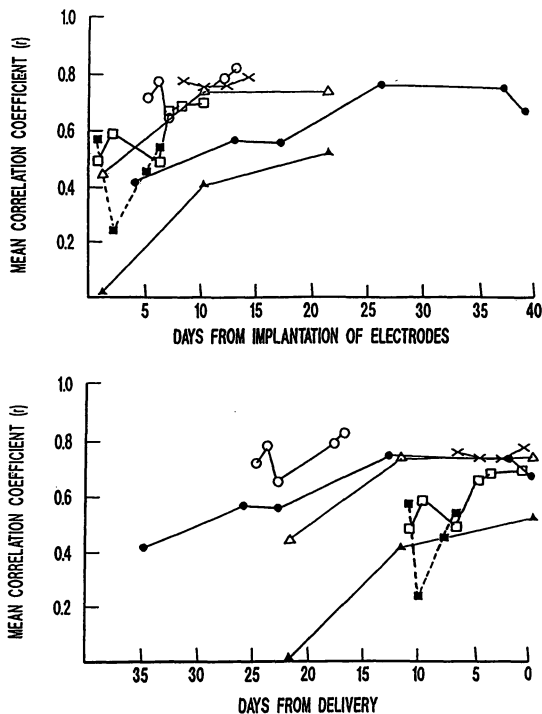 MEAN CORRELATION COEFFICIENT (r)
1.0
0.8
0.6
0.4
0.2
5 10 15 20 25 30 35 40
DAYS FROM IMPLANTATION OF ELECTRODES
MEAN CORRELATION COEFFICIENT (r)
1.0
0.8
0.6
0.4
0.2
35 30 25 20 15 10 5 0
DAYS FROM DELIVERY